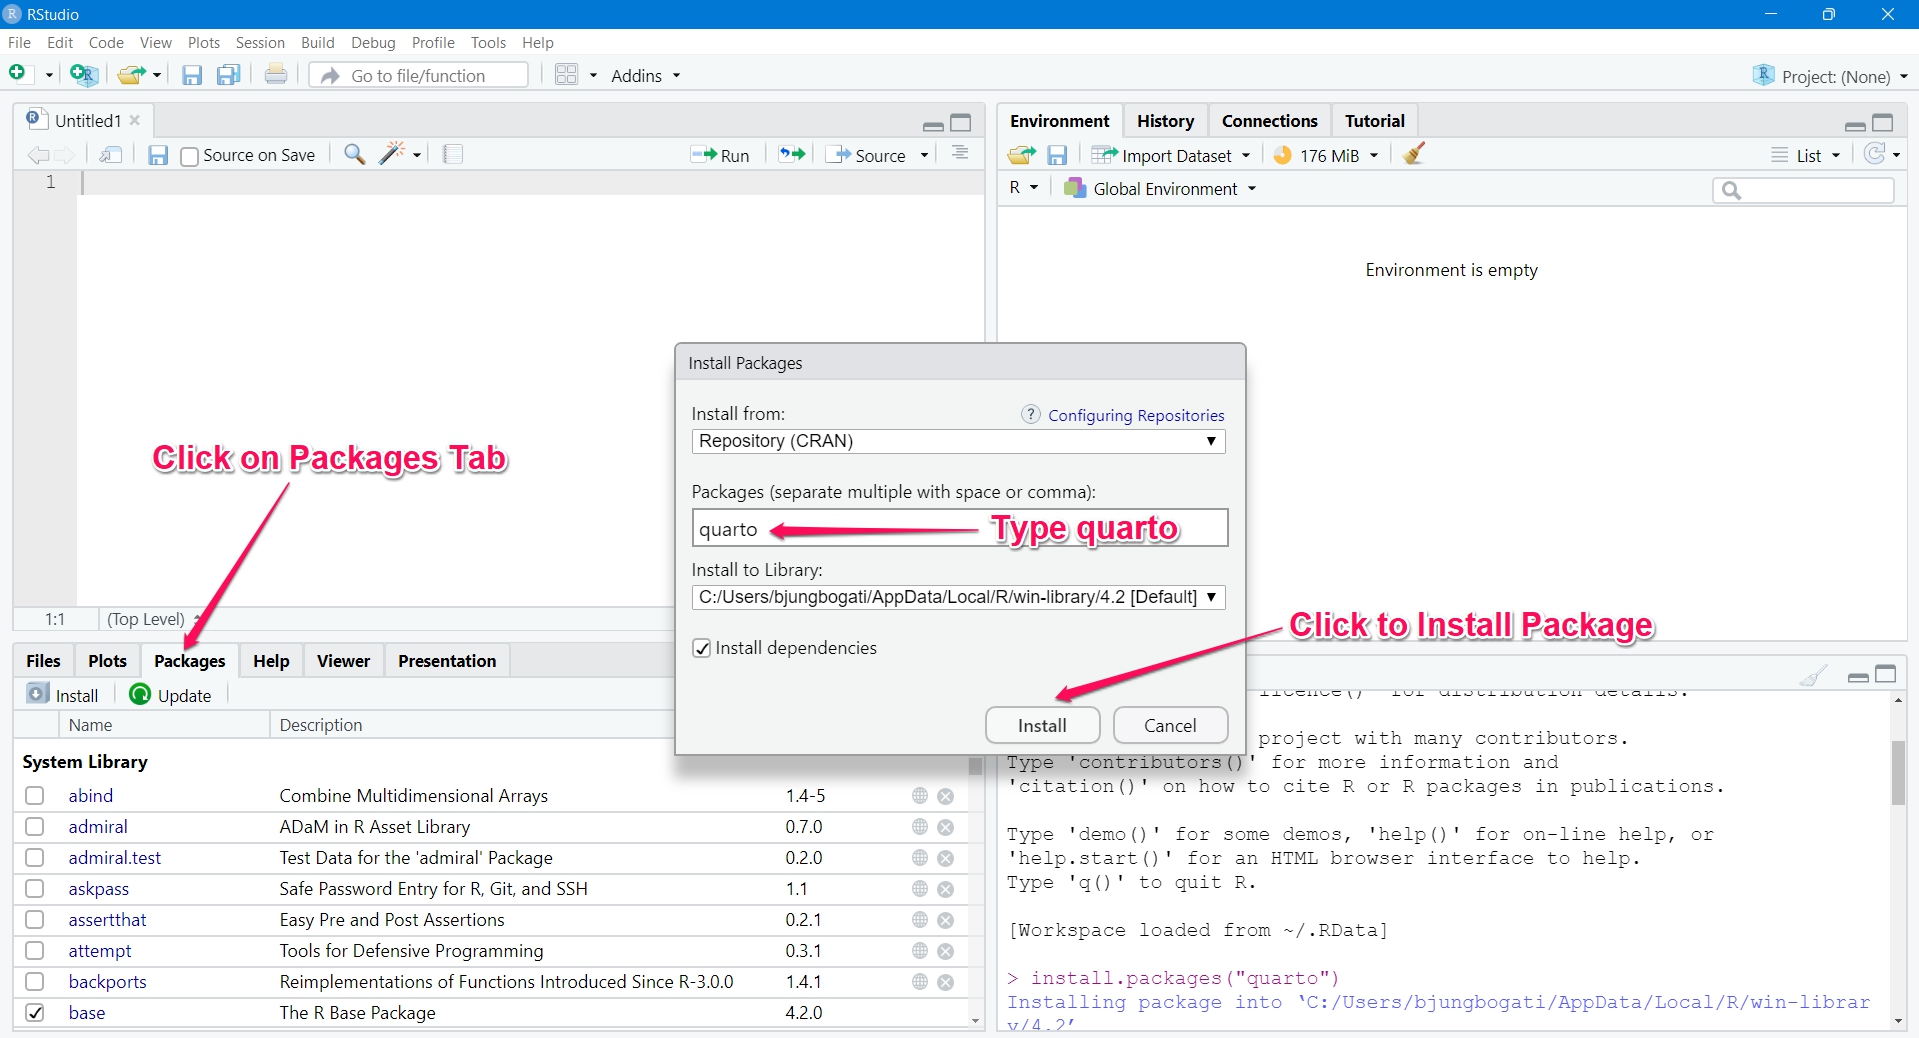 RStudio
File Edit Code View Plots Session Build Debug Profile Tools Help
Go to file/function Addins Project: (None)
Untitled1
Source on Save Run Source
1
1:1 (Top Level)
Environment History Connections Tutorial
Import Dataset 176 MiB List
R Global Environment
Environment is empty
Click on Packages Tab
Install Packages
Install from: Configuring Repositories
Repository (CRAN)
Packages (separate multiple with space or comma):
quarto
Type quarto
Install to Library:
C:/Users/bjungbogati/AppData/Local/R/win-library/4.2 [Default]
Install dependencies
Click to Install Package
Install Cancel
Files Plots Packages Help Viewer Presentation
Install Update
Name Description
System Library
abind Combine Multidimensional Arrays 1.4-5
admiral ADaM in R Asset Library 0.7.0
admiral.test Test Data for the 'admiral' Package 0.2.0
askpass Safe Password Entry for R, Git, and SSH 1.1
assertthat Easy Pre and Post Assertions 0.2.1
attempt Tools for Defensive Programming 0.3.1
backports Reimplementations of Functions Introduced Since R-3.0.0 1.4.1
base The R Base Package 4.2.0
licence()' for distribution details.
project with many contributors.
Type 'contributors()' for more information and
'citation()' on how to cite R or R packages in publications.
Type 'demo()' for some demos, 'help()' for on-line help, or
'help.start()' for an HTML browser interface to help.
Type 'q()' to quit R.
[Workspace loaded from ~/.RData]
> install.packages("quarto")
Installing package into ‘C:/Users/bjungbogati/AppData/Local/R/win-librar
y/4.2’